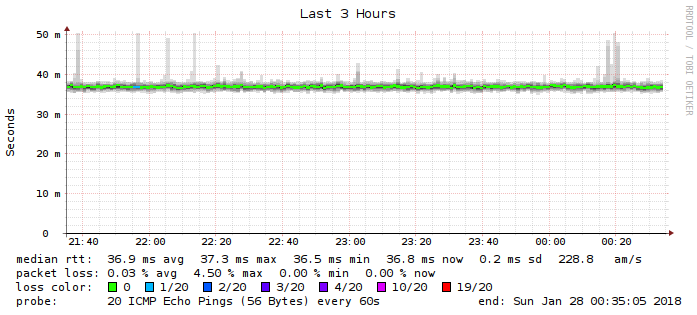 Last 3 Hours
RRDTOOL / TOBI OETIKER
Seconds
50 m
40 m
30 m
20 m
10 m
0
21:40 22:00 22:20 22:40 23:00 23:20 23:40 00:00 00:20
median rtt: 36.9 ms avg 37.3 ms max 36.5 ms min 36.8 ms now 0.2 ms sd 228.8 am/s
packet loss: 0.03 % avg 4.50 % max 0.00 % min 0.00 % now
loss color: 0 1/20 2/20 3/20 4/20 10/20 19/20
probe: 20 ICMP Echo Pings (56 Bytes) every 60s end: Sun Jan 28 00:35:05 2018